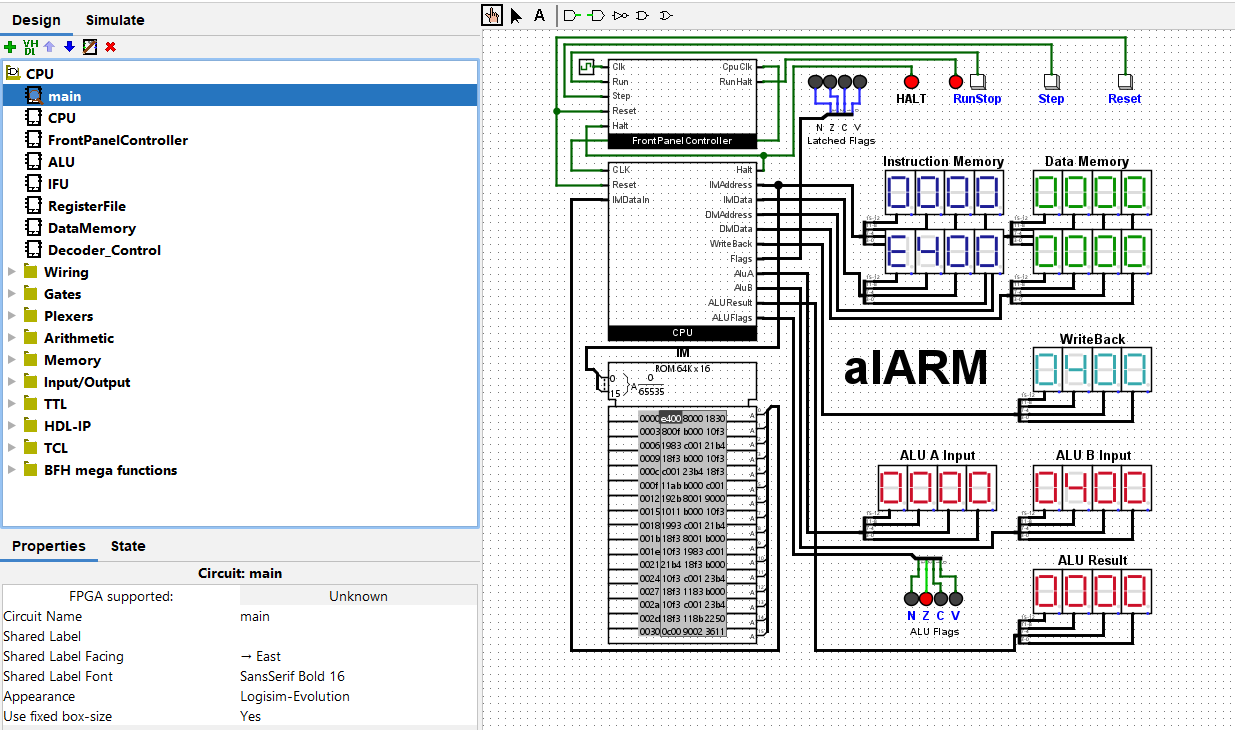 Design Simulate
A
VHDL
CPU
main
CPU
FrontPanelController
ALU
IFU
RegisterFile
DataMemory
Decoder_Control
Wiring
Gates
Plexers
Arithmetic
Memory
Input/Output
TTL
HDL-IP
TCL
BFH mega functions
Properties State
Circuit: main
FPGA supported: Unknown
Circuit Name main
Shared Label
Shared Label Facing → East
Shared Label Font SansSerif Bold 16
Appearance Logisim-Evolution
Use fixed box-size Yes
Clk CpuClk
Run RunHalt
Step
Reset
Halt
FrontPanelController
CLK Halt
Reset IMAddress
IMDataIn IMData
DMAddress
DMData
WriteBack
Flags
AluA
AluB
ALUResult
ALUFlags
CPU
IM
ROM 64K x 16
0
15
A
0
65535
0000 e400 8000 1830
0003 800f b000 10f3
0006 1983 c001 21b4
0009 18f3 b000 10f3
000c c001 23b4 18f3
000f 11ab b000 c001
0012 192b 8001 9000
0015 1011 b000 10f3
0018 1993 c001 21b4
001b 18f3 8001 b000
001e 10f3 1983 c001
0021 21b4 18f3 b000
0024 10f3 c001 23b4
0027 18f3 1183 b000
002a 10f3 c001 23b4
002d 18f3 118b 2250
0030 0c00 9002 3611
N Z C V
Latched Flags
HALT
RunStop
Step
Reset
Instruction Memory
0000
E400
Data Memory
0000
0000
aIARM
WriteBack
0400
ALU A Input
0000
ALU B Input
0400
N Z C V
ALU Flags
ALU Result
0000